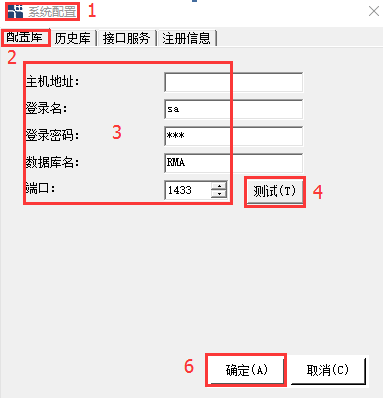 系统配置 1
配置库 历史库 接口服务 注册信息
2
主机地址:
登录名: sa
登录密码: ***
3
数据库名: RMA
端口: 1433 测试(T) 4
6 确定(A) 取消(C)